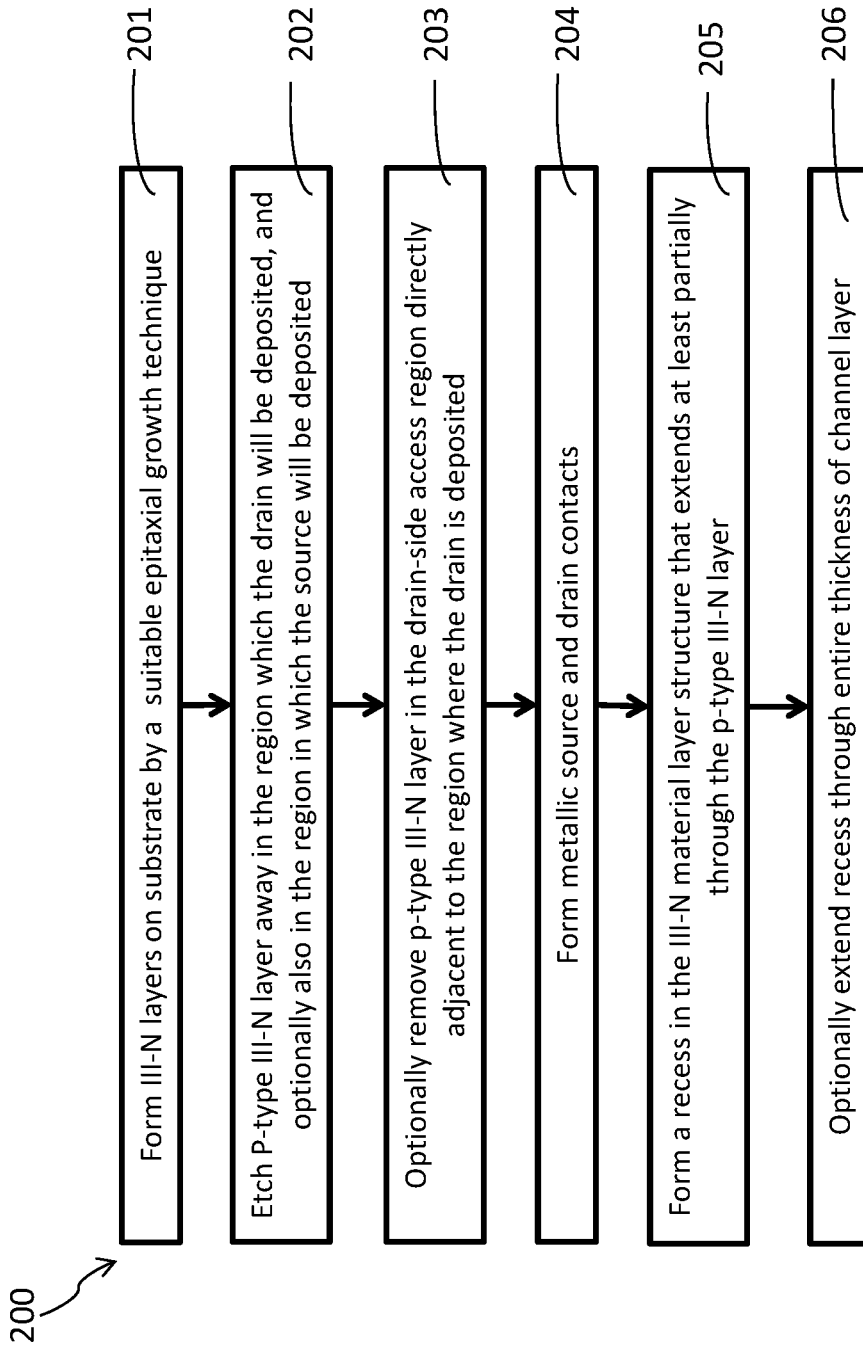 200
Form III-N layers on substrate by a suitable epitaxial growth technique
201
Etch P-type III-N layer away in the region which the drain will be deposited, and
optionally also in the region in which the source will be deposited
202
Optionally remove p-type III-N layer in the drain-side access region directly
adjacent to the region where the drain is deposited
203
Form metallic source and drain contacts
204
Form a recess in the III-N material layer structure that extends at least partially
through the p-type III-N layer
205
Optionally extend recess through entire thickness of channel layer
206